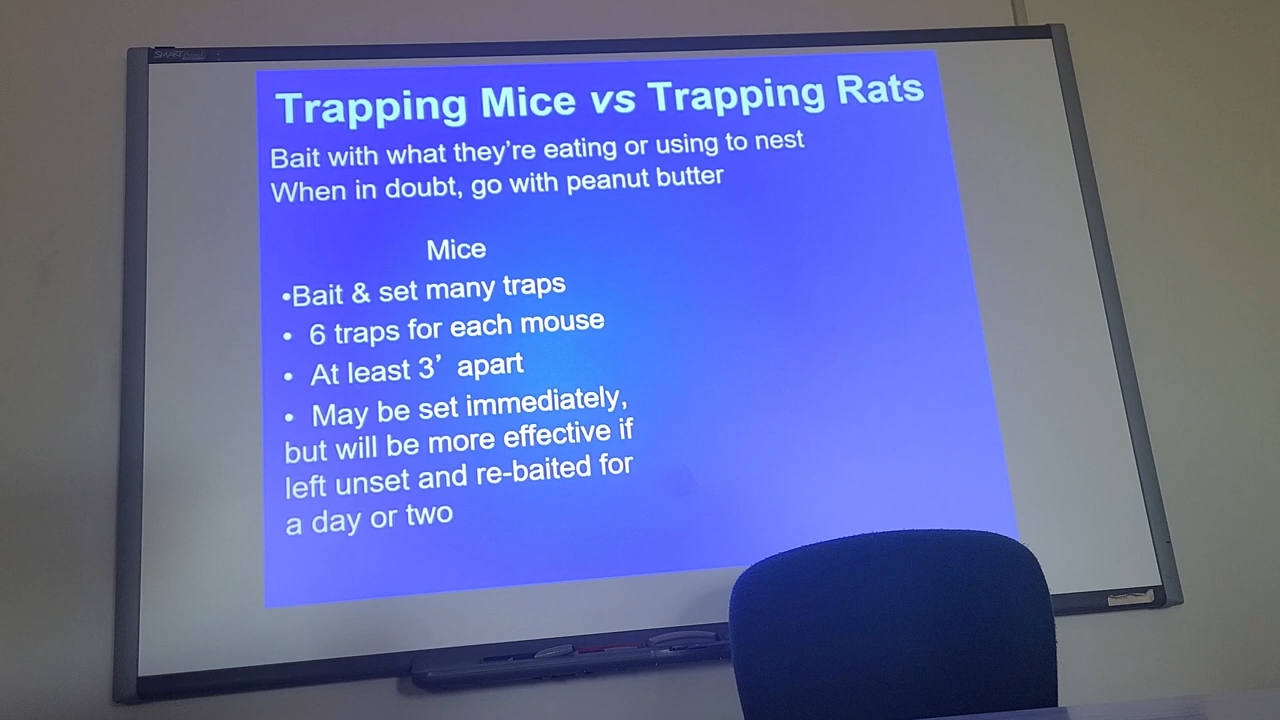 SMART
Trapping Mice vs Trapping Rats
Bait with what they're eating or using to nest
When in doubt, go with peanut butter
Mice
•Bait & set many traps
• 6 traps for each mouse
• At least 3’ apart
• May be set immediately,
but will be more effective if
left unset and re-baited for
a day or two